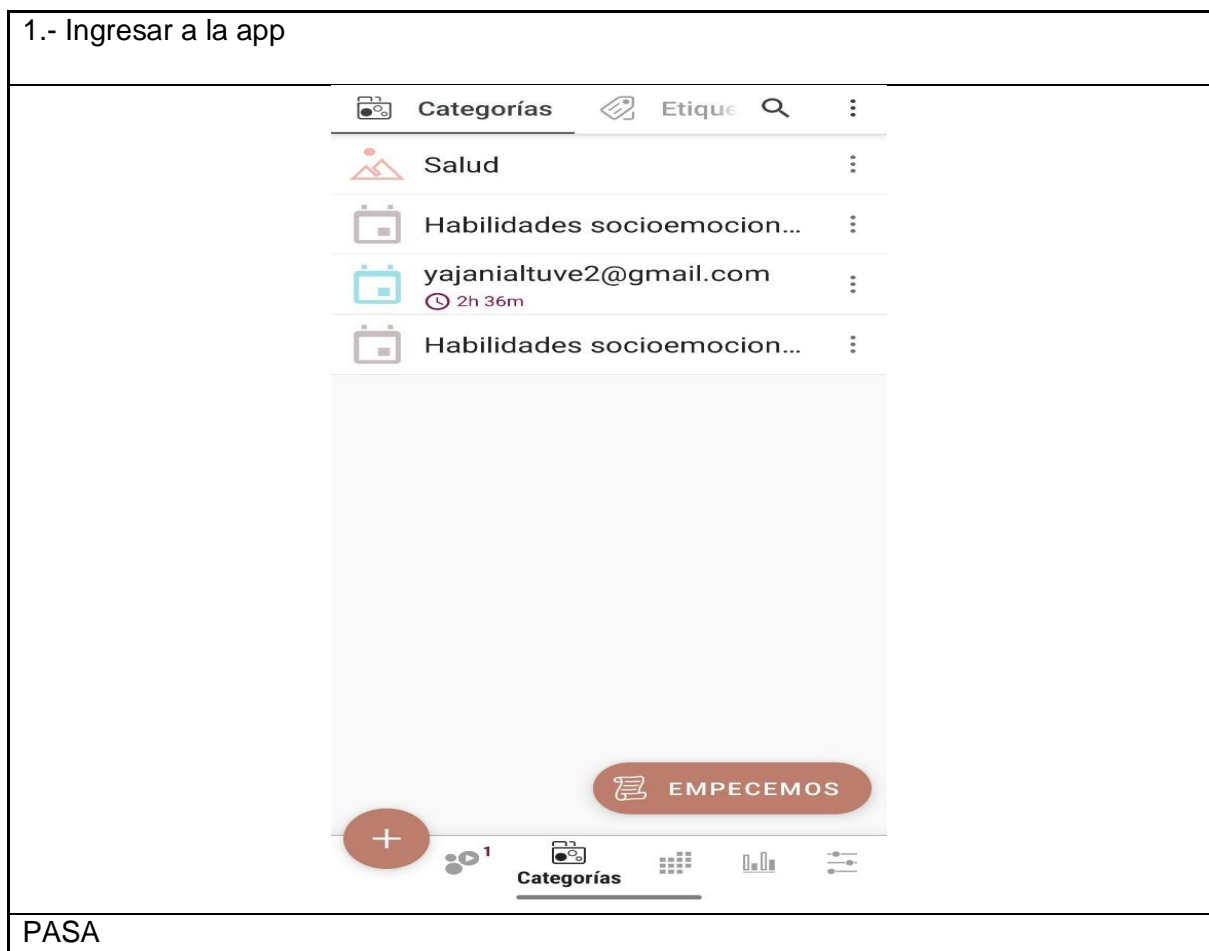 1.- Ingresar a la app
Categorías Etique
Salud
Habilidades socioemocion...
yajanialtuve2@gmail.com
2h 36m
Habilidades socioemocion...
EMPECEMOS
+
1
Categorías
PASA